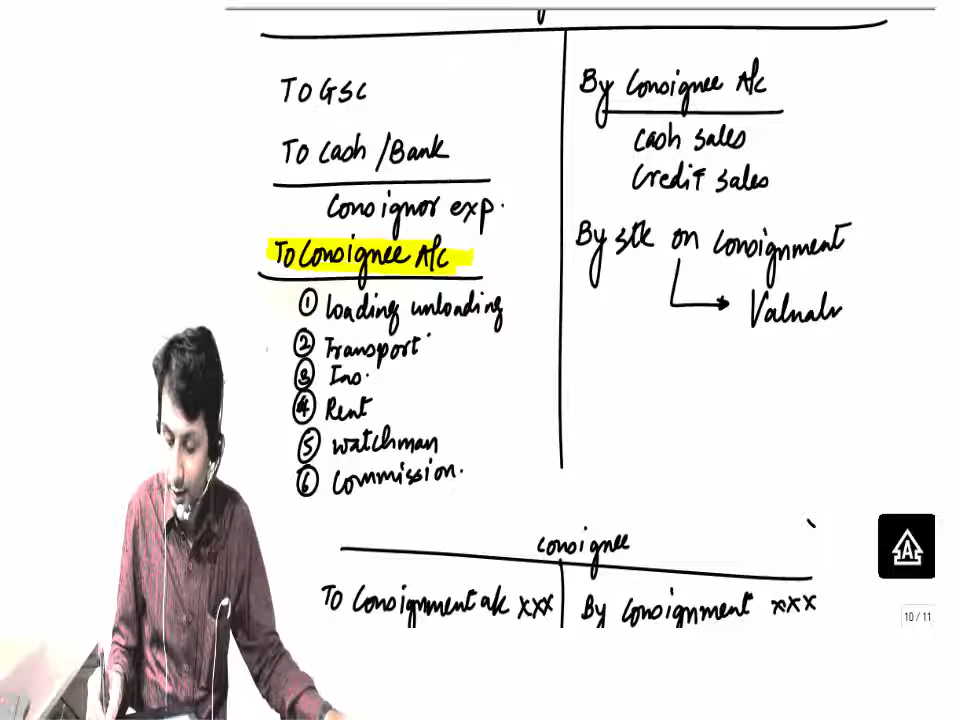 To GSC
To Cash /Bank
Consignor exp.
To Consignee A/c
① Loading unloading
② Transport
③ Ins.
④ Rent
⑤ watchman
⑥ Commission.
By Consignee A/c
Cash sales
Credit sales
By stk on consignment
Consignee
To Consignment a/c xxx
By Consignment xxx
A
10 / 11